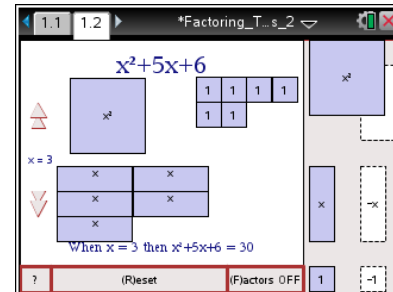 1.1 1.2 *Factoring_T...s_2
x²+5x+6
x²
1 1 1 1
1 1
x²
x = 3
x x
x x
x
x -x
When x = 3 then x²+5x+6 = 30
? (R)eset (F)actors OFF
1 -1